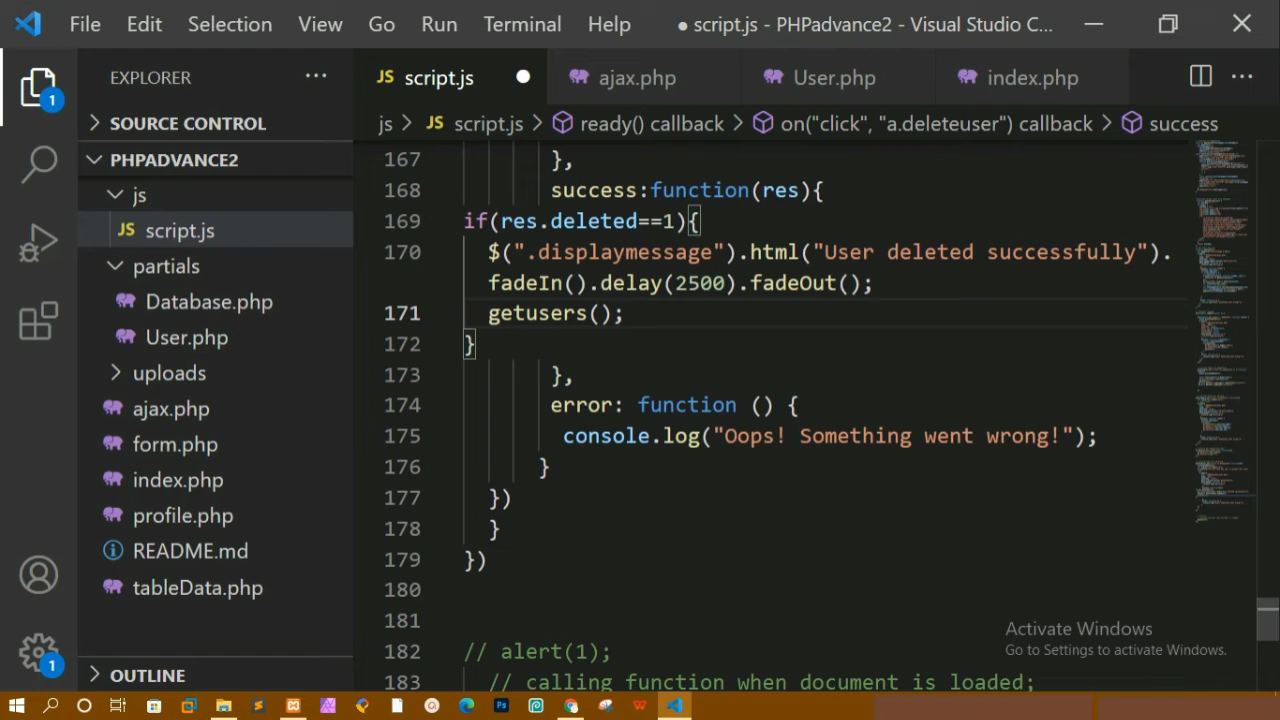 File Edit Selection View Go Run Terminal Help ● script.js - PHPadvance2 - Visual Studio C...
EXPLORER ...
JS script.js ajax.php User.php index.php ...
js > JS script.js > ready() callback > on("click", "a.deleteuser") callback > success
1
SOURCE CONTROL
PHPADVANCE2
js
JS script.js
partials
Database.php
User.php
uploads
ajax.php
form.php
index.php
profile.php
README.md
tableData.php
OUTLINE
1
167 },
168 success:function(res){
169 if(res.deleted==1){
170 $(".displaymessage").html("User deleted successfully").
fadeIn().delay(2500).fadeOut();
171 getusers();
172 }
173 },
174 error: function () {
175 console.log("Oops! Something went wrong!");
176 }
177 })
178 }
179 })
180
181
182 // alert(1);
183 // calling function when document is loaded;
Activate Windows
Go to Settings to activate Windows.
Ps